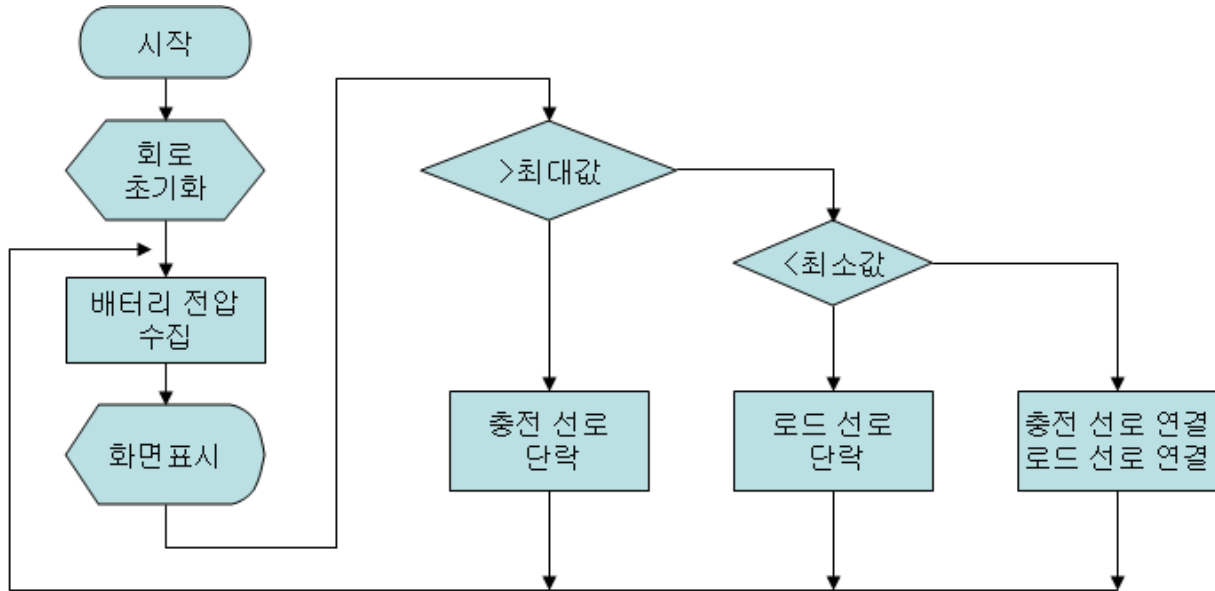 시작
회로
초기화
배터리 전압
수집
화면표시
>최대값
<최소값
충전 선로
단락
로드 선로
단락
충전 선로 연결
로드 선로 연결